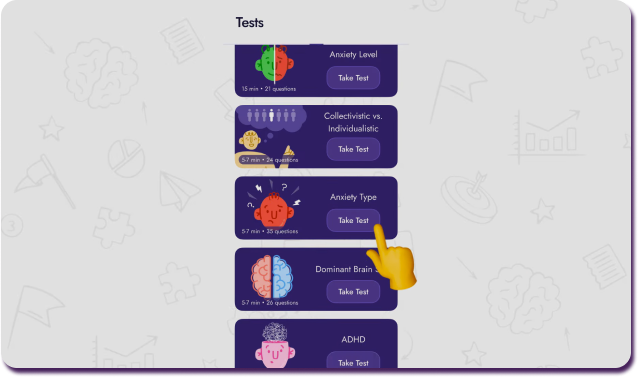 Tests
Anxiety Level
Take Test
15 min • 21 questions
Collectivistic vs.
Individualistic
Take Test
5-7 min • 24 questions
Anxiety Type
Take Test
5-7 min • 35 questions
Dominant Brain
Take Test
5-7 min • 26 questions
ADHD
Take Test